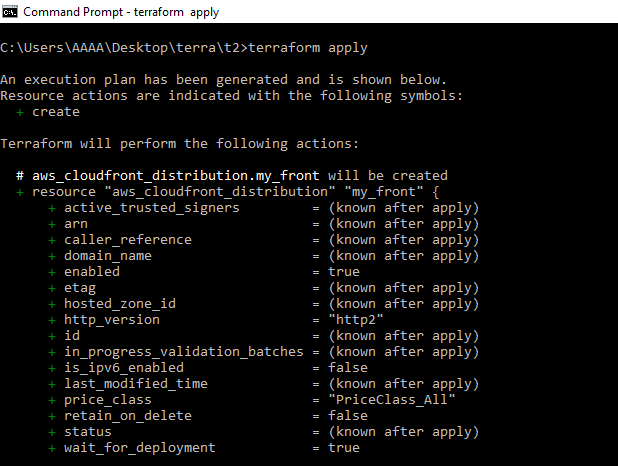 Command Prompt - terraform  apply
C:\Users\AAAA\Desktop\terra\t2>terraform apply
An execution plan has been generated and is shown below.
Resource actions are indicated with the following symbols:
  + create
Terraform will perform the following actions:
  # aws_cloudfront_distribution.my_front will be created
  + resource "aws_cloudfront_distribution" "my_front" {
      + active_trusted_signers         = (known after apply)
      + arn                            = (known after apply)
      + caller_reference               = (known after apply)
      + domain_name                    = (known after apply)
      + enabled                        = true
      + etag                           = (known after apply)
      + hosted_zone_id                 = (known after apply)
      + http_version                   = "http2"
      + id                             = (known after apply)
      + in_progress_validation_batches = (known after apply)
      + is_ipv6_enabled                = false
      + last_modified_time             = (known after apply)
      + price_class                    = "PriceClass_All"
      + retain_on_delete               = false
      + status                         = (known after apply)
      + wait_for_deployment            = true